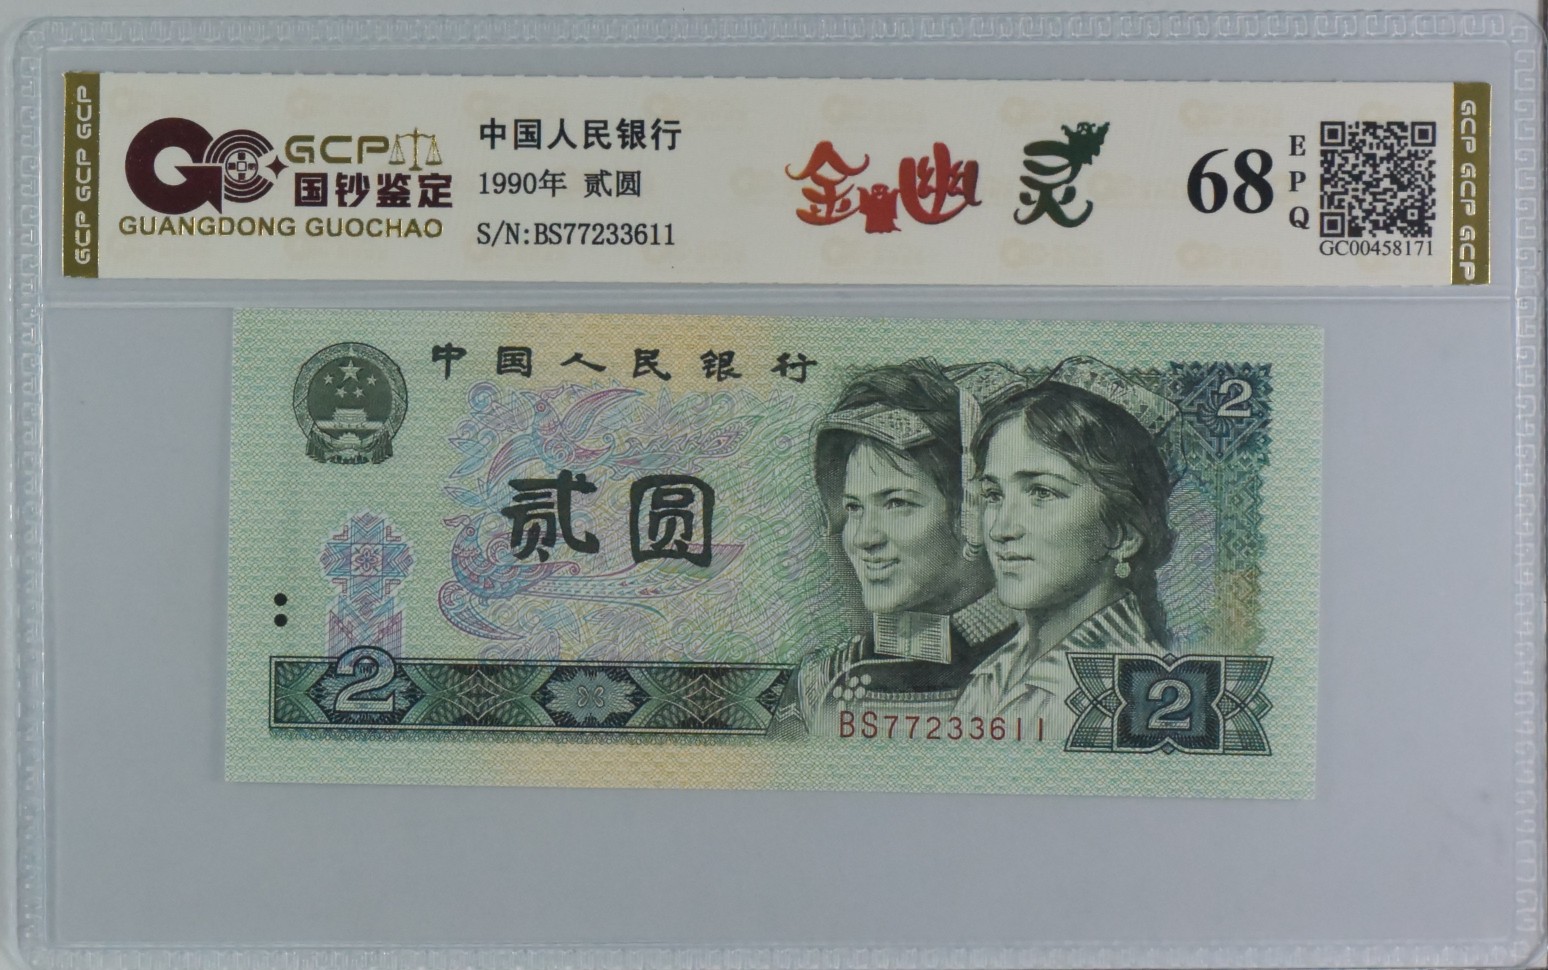 GCP GCP GCP
GCP
国钞鉴定
GUANGDONG GUOCHAO
中国人民银行
1990年 贰圆
S/N:BS77233611
金幽灵
68
EPQ
GC00458171
GCP GCP GCP
中国人民银行
2
贰圆
2
2
BS77233611